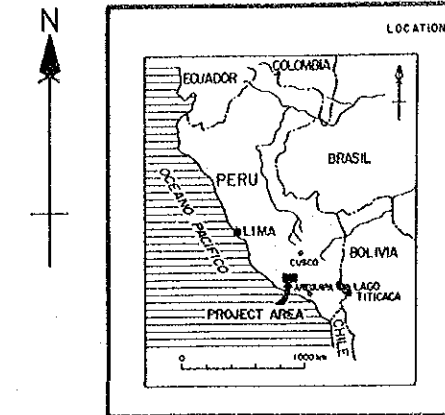 N
LOCATION
COLOMBIA
ECUADOR
BRASIL
PERU
OCEANO PACIFICO
LIMA
BOLIVIA
CUSCO
AREQUIPA
LAGO
TITICACA
PROJECT AREA
CHILE
0 1000 km